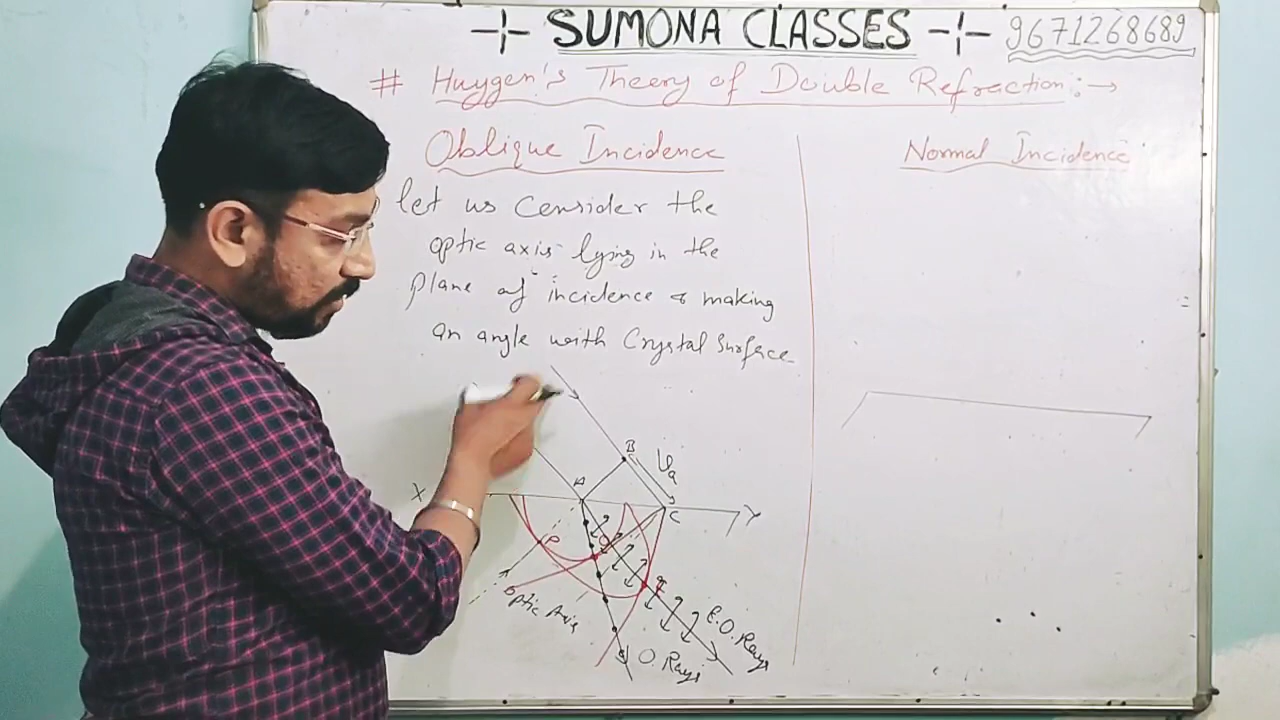 SUMONA CLASSES
9671268689
# Huygen's Theory of Double Refraction :→
Oblique Incidence
let us Consider the
optic axis lying in the
plane of incidence & making
an angle with Crystal Surface
B
Va
A
X
Y
C
P
Optic Axis
E.O. Rays
O. Rays
Normal Incidence